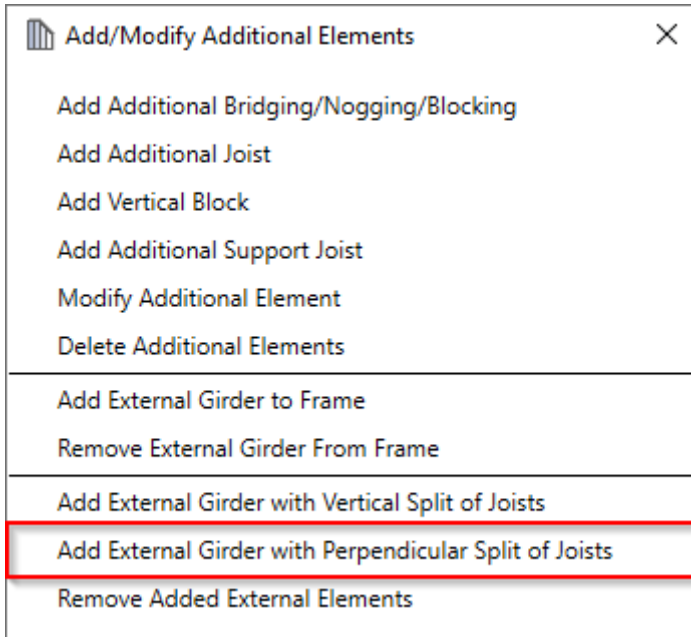 Add/Modify Additional Elements
Add Additional Bridging/Nogging/Blocking
Add Additional Joist
Add Vertical Block
Add Additional Support Joist
Modify Additional Element
Delete Additional Elements
Add External Girder to Frame
Remove External Girder From Frame
Add External Girder with Vertical Split of Joists
Add External Girder with Perpendicular Split of Joists
Remove Added External Elements